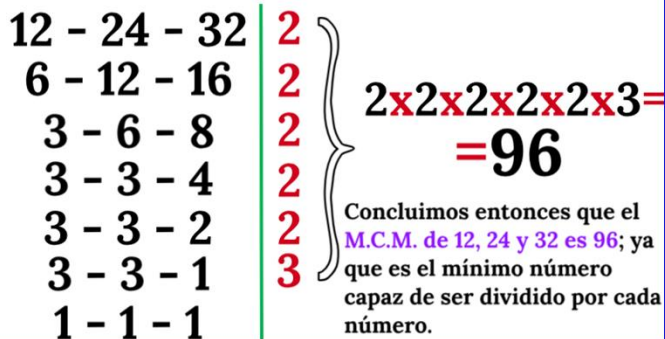 12 - 24 - 32 2
6 - 12 - 16 2
3 - 6 - 8 2
3 - 3 - 4 2
3 - 3 - 2 2
3 - 3 - 1 3
1 - 1 - 1
2x2x2x2x2x3=
=96
Concluimos entonces que el
M.C.M. de 12, 24 y 32 es 96; ya
que es el mínimo número
capaz de ser dividido por cada
número.